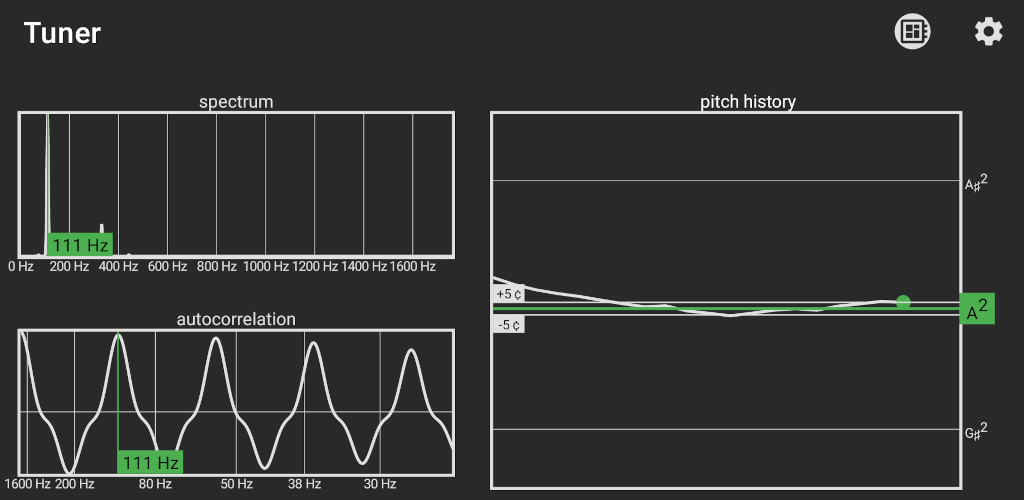 Tuner
spectrum
111 Hz
0 Hz 200 Hz 400 Hz 600 Hz 800 Hz 1000 Hz 1200 Hz 1400 Hz 1600 Hz
autocorrelation
111 Hz
1600 Hz 200 Hz 80 Hz 50 Hz 38 Hz 30 Hz
pitch history
A♯2
+5 ¢
A2
-5 ¢
G♯2